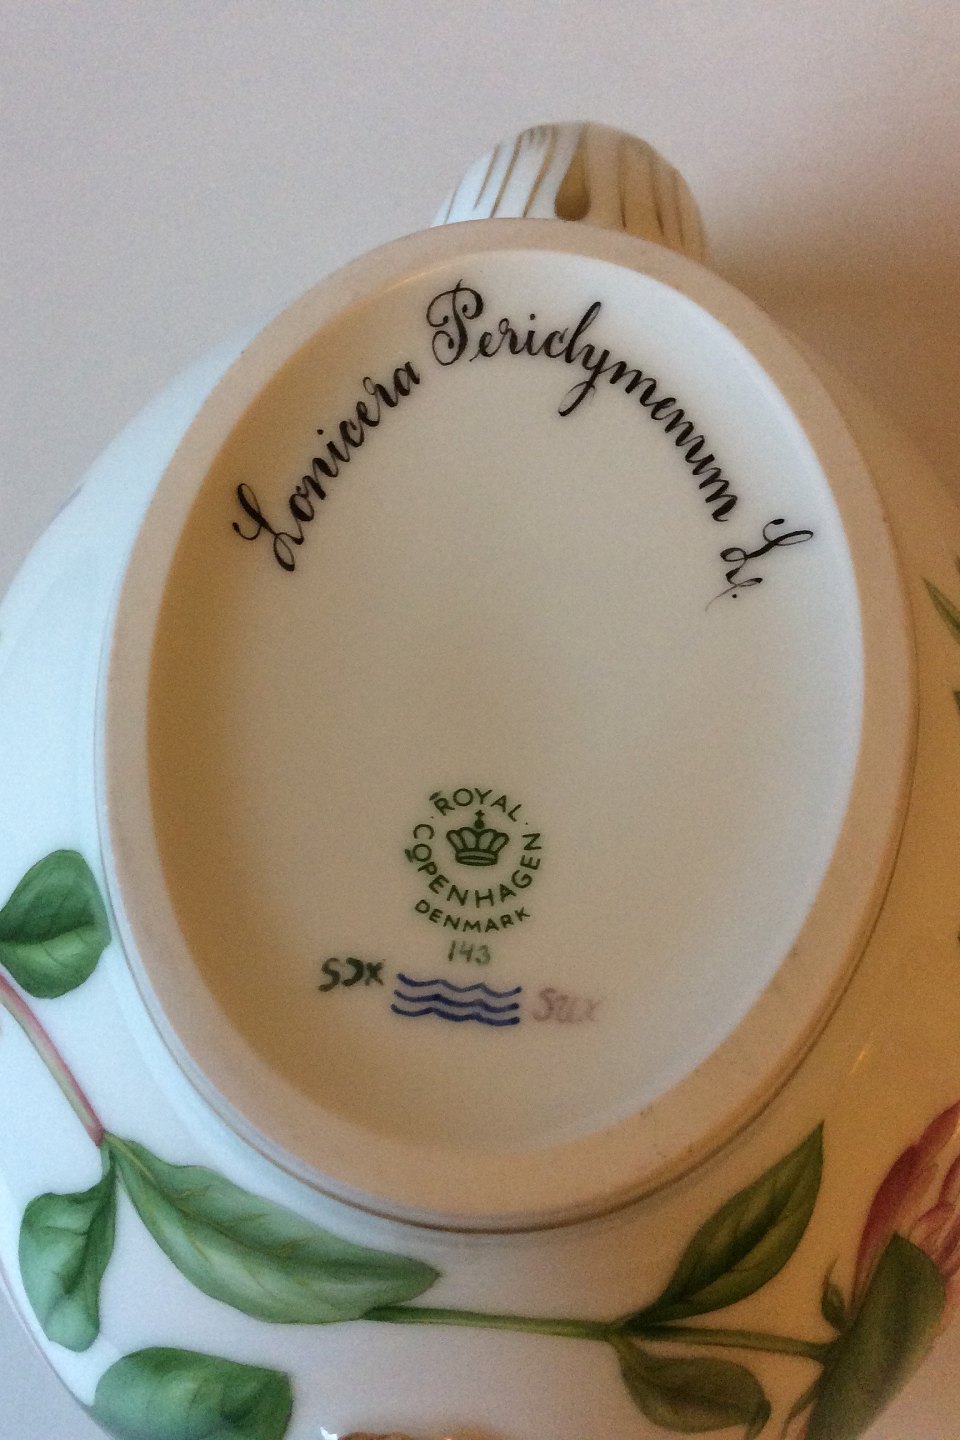 Lonicera Periclymenum L.
ROYAL COPENHAGEN
DENMARK
143